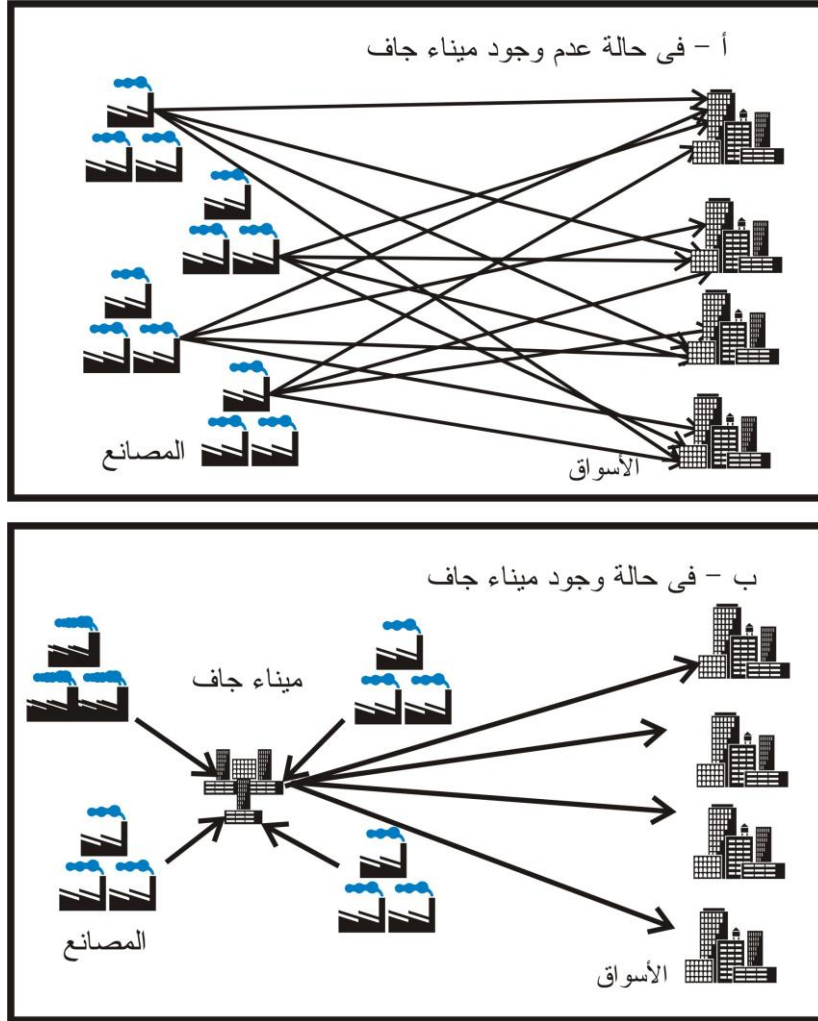 أ - فى حالة عدم وجود ميناء جاف
المصانع
الأسواق
ب - فى حالة وجود ميناء جاف
ميناء جاف
المصانع
الأسواق